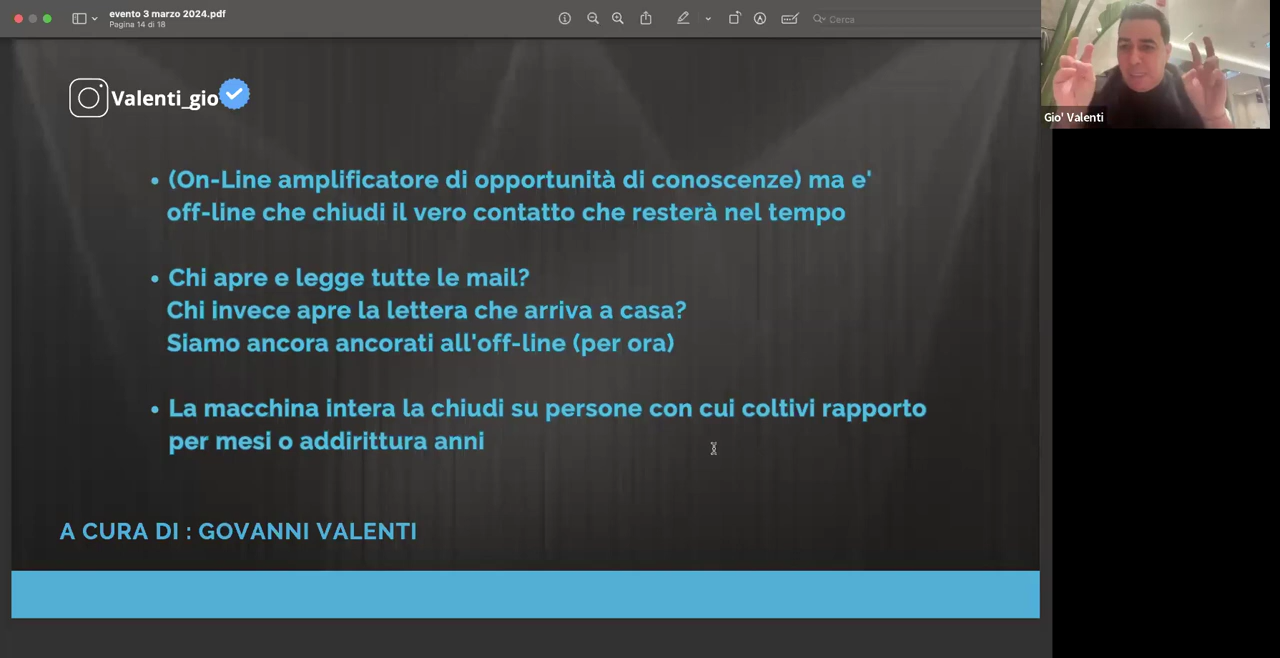 evento 3 marzo 2024.pdf
Pagina 14 di 18
Cerca
Gio' Valenti
Valenti_gio
• (On-Line amplificatore di opportunità di conoscenze) ma e'
off-line che chiudi il vero contatto che resterà nel tempo
• Chi apre e legge tutte le mail?
Chi invece apre la lettera che arriva a casa?
Siamo ancora ancorati all'off-line (per ora)
• La macchina intera la chiudi su persone con cui coltivi rapporto
per mesi o addirittura anni
A CURA DI : GOVANNI VALENTI